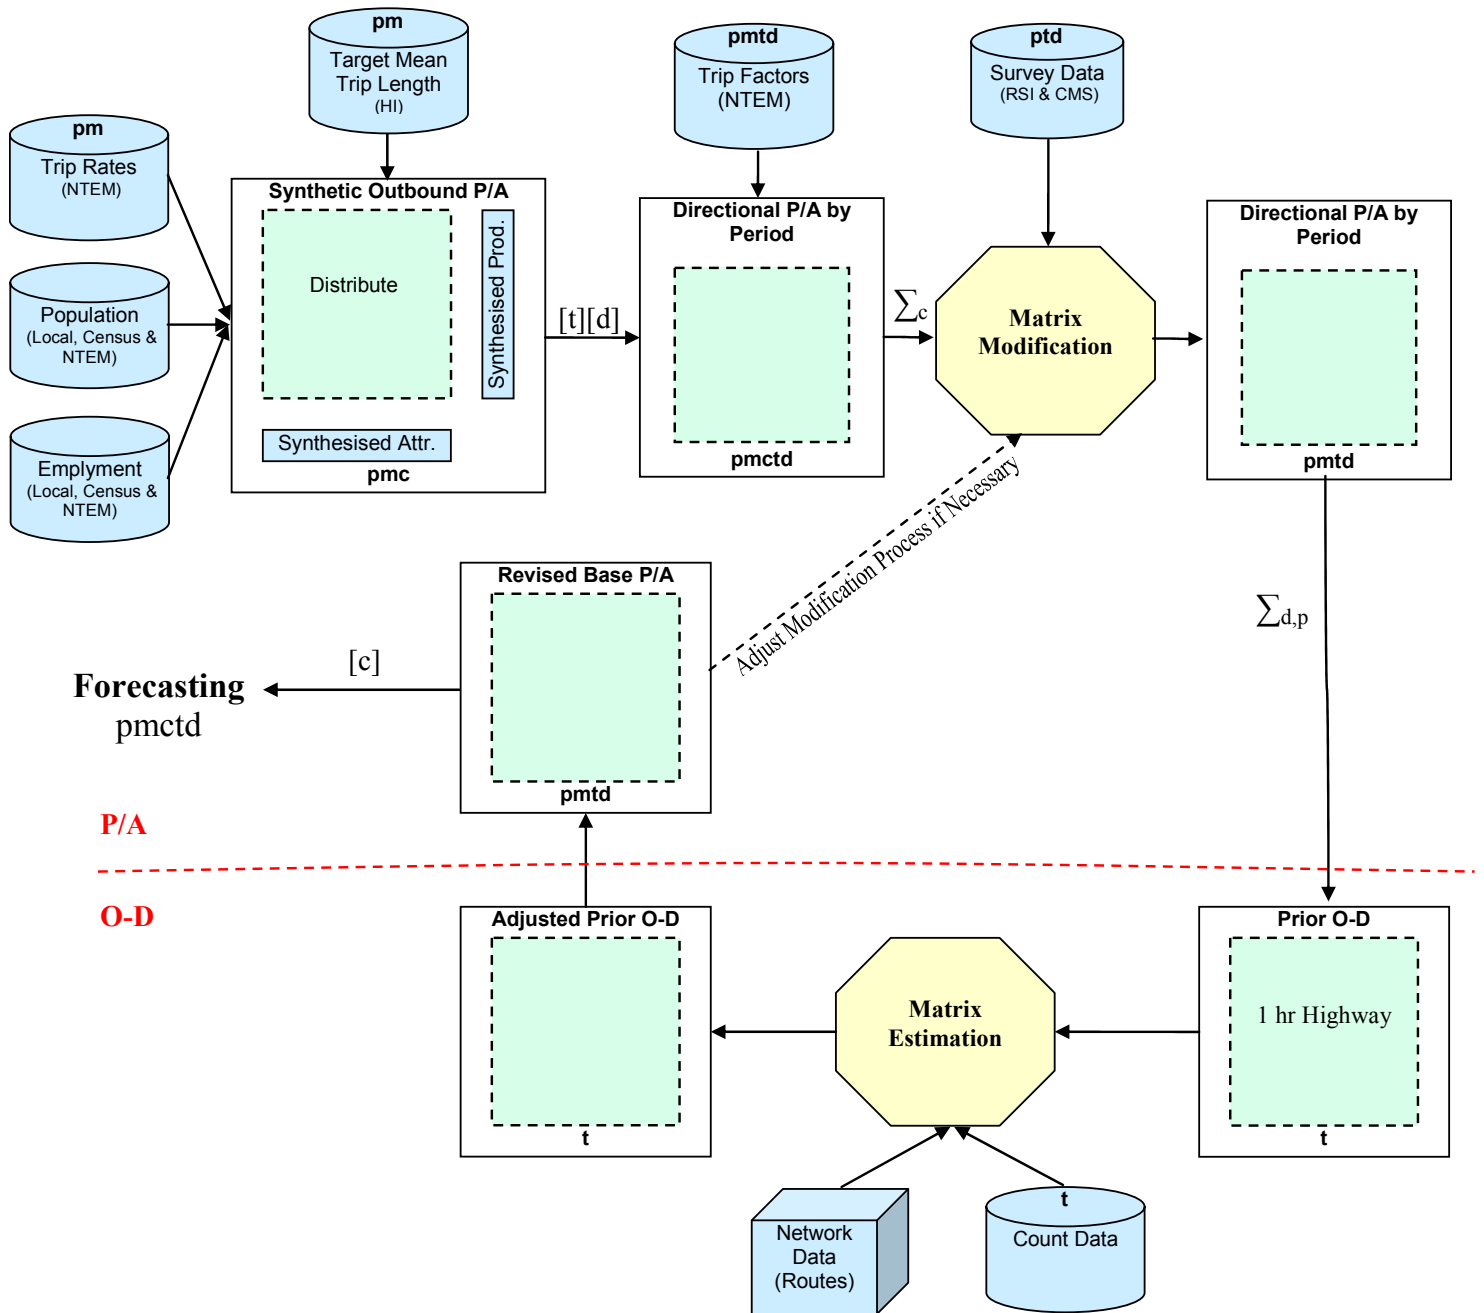 pm
Target Mean
Trip Length
(HI)
pmtd
Trip Factors
(NTEM)
ptd
Survey Data
(RSI & CMS)
pm
Trip Rates
(NTEM)
Population
(Local, Census &
NTEM)
Emplyment
(Local, Census &
NTEM)
Synthetic Outbound P/A
Distribute
Synthesised Prod.
Synthesised Attr.
pmc
[t][d]
Directional P/A by
Period
pmctd
∑c
Matrix
Modification
Directional P/A by
Period
pmtd
Adjust Modification Process if Necessary
∑d,p
Revised Base P/A
pmtd
[c]
Forecasting
pmctd
P/A
O-D
Adjusted Prior O-D
t
Matrix
Estimation
Prior O-D
1 hr Highway
t
Network
Data
(Routes)
t
Count Data